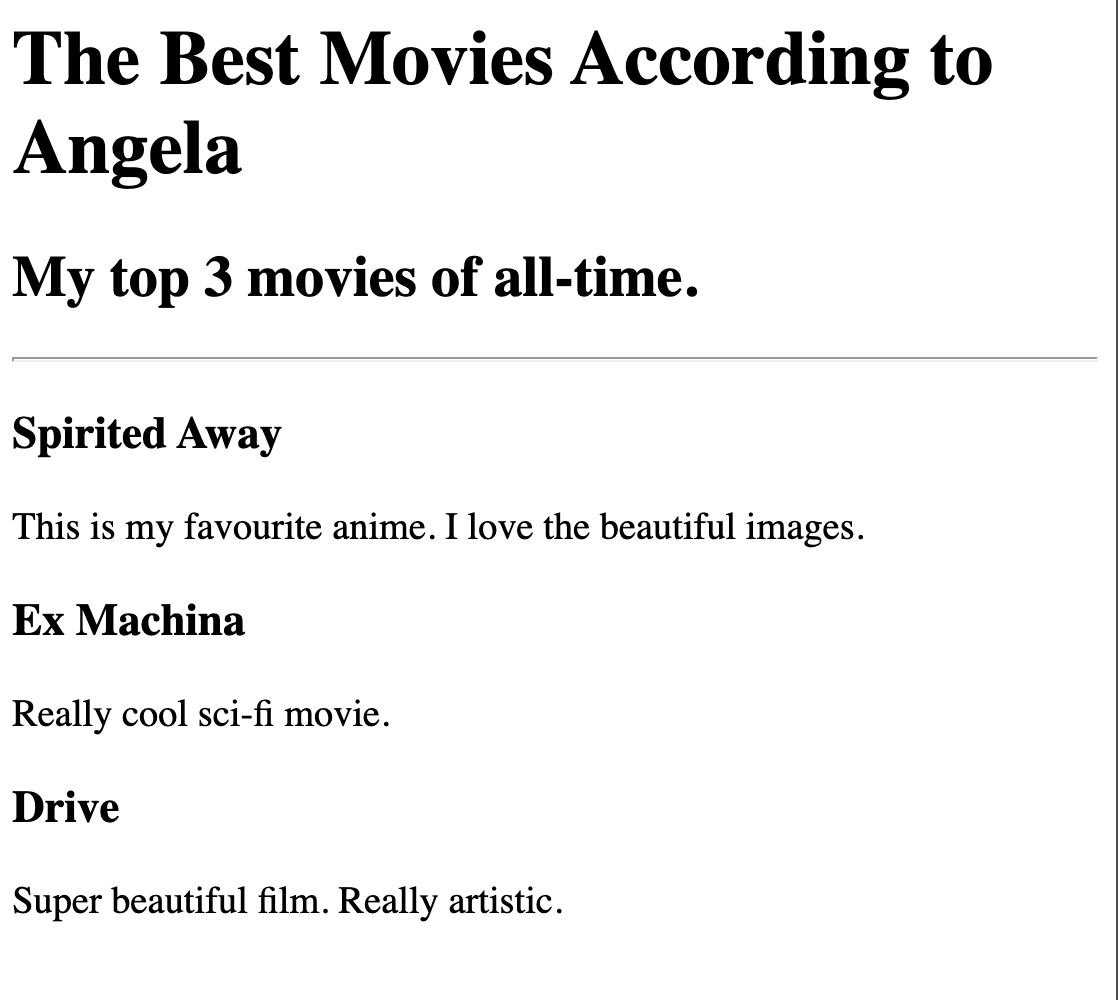 The Best Movies According to
Angela
My top 3 movies of all-time.
Spirited Away
This is my favourite anime. I love the beautiful images.
Ex Machina
Really cool sci-fi movie.
Drive
Super beautiful film. Really artistic.